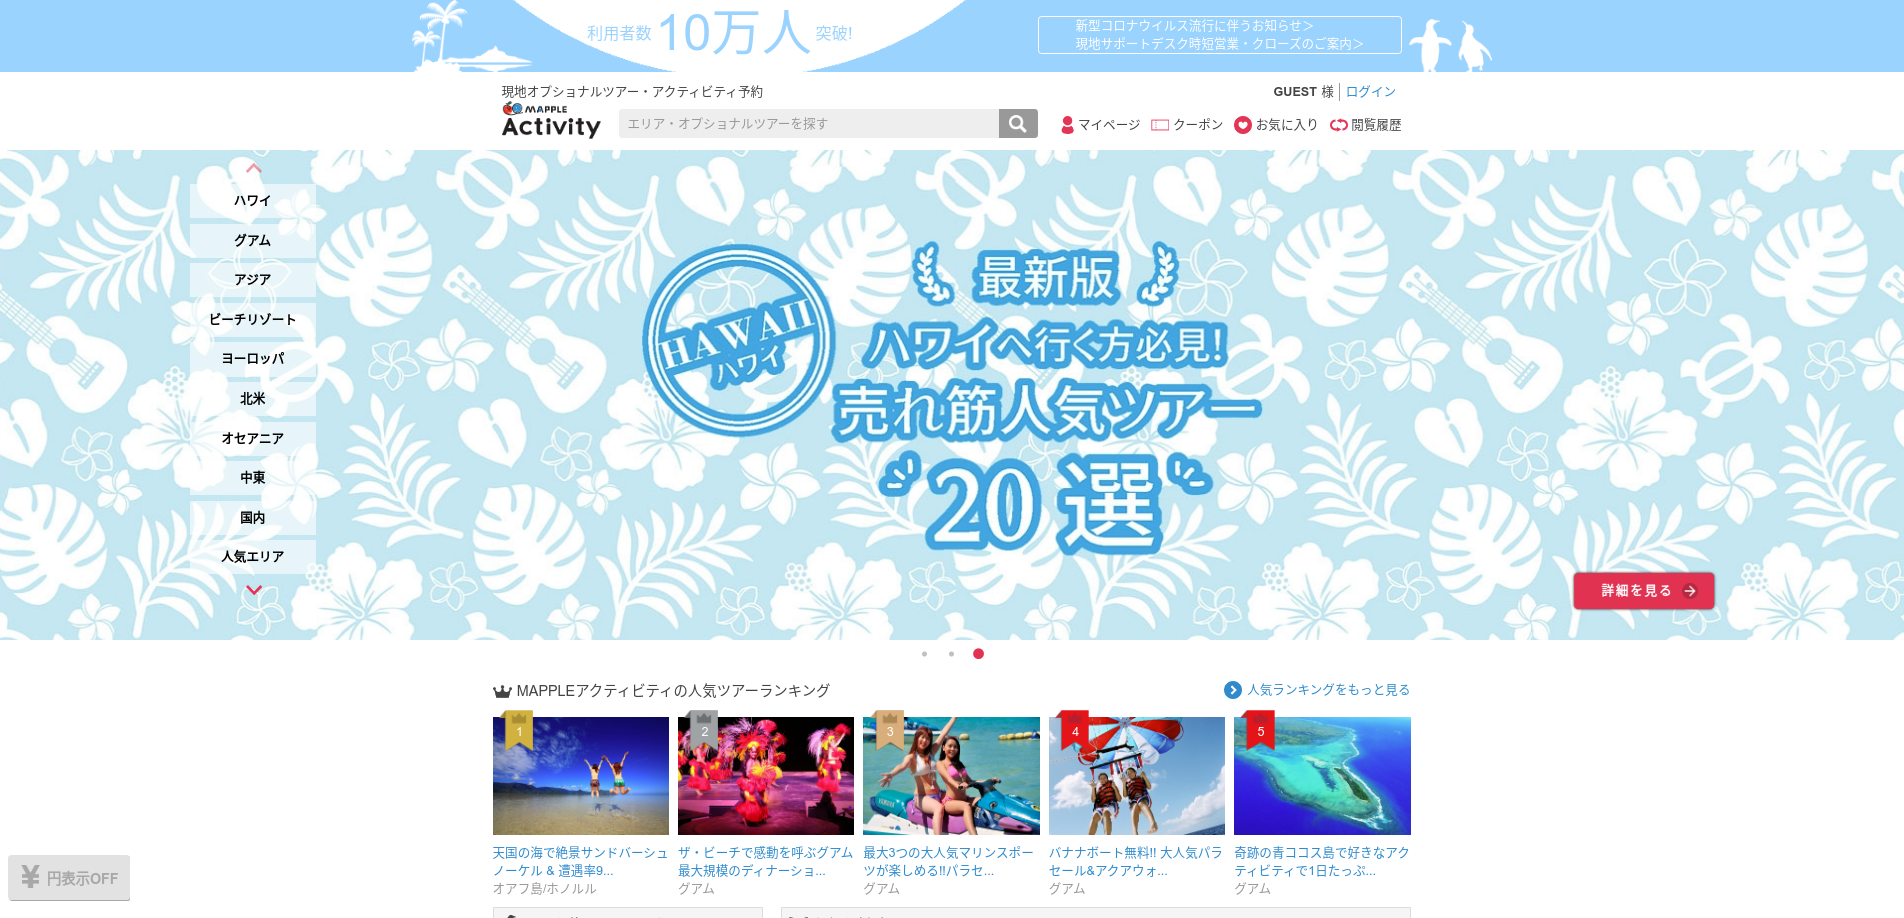 利用者数 10万人 突破!
新型コロナウイルス流行に伴うお知らせ＞
現地サポートデスク時短営業・クローズのご案内＞
現地オプショナルツアー・アクティビティ予約
GUEST 様
ログイン
MAPPLE
Activity
エリア・オプショナルツアーを探す
マイページ
クーポン
お気に入り
閲覧履歴
ハワイ
グアム
アジア
ビーチリゾート
ヨーロッパ
北米
オセアニア
中東
国内
人気エリア
HAWAII
ハワイ
最新版
ハワイへ行く方必見!
売れ筋人気ツアー
20 選
詳細を見る
MAPPLEアクティビティの人気ツアーランキング
人気ランキングをもっと見る
1
2
3
4
5
天国の海で絶景サンドバーシュ
ノーケル & 遭遇率9...
オアフ島/ホノルル
ザ・ビーチで感動を呼ぶグアム
最大規模のディナーショ...
グアム
最大3つの大人気マリンスポー
ツが楽しめる!!パラセ...
グアム
バナナボート無料!! 大人気パラ
セール&アクアウォ...
グアム
奇跡の青ココス島で好きなアク
ティビティで1日たっぷ...
グアム
¥ 円表示OFF